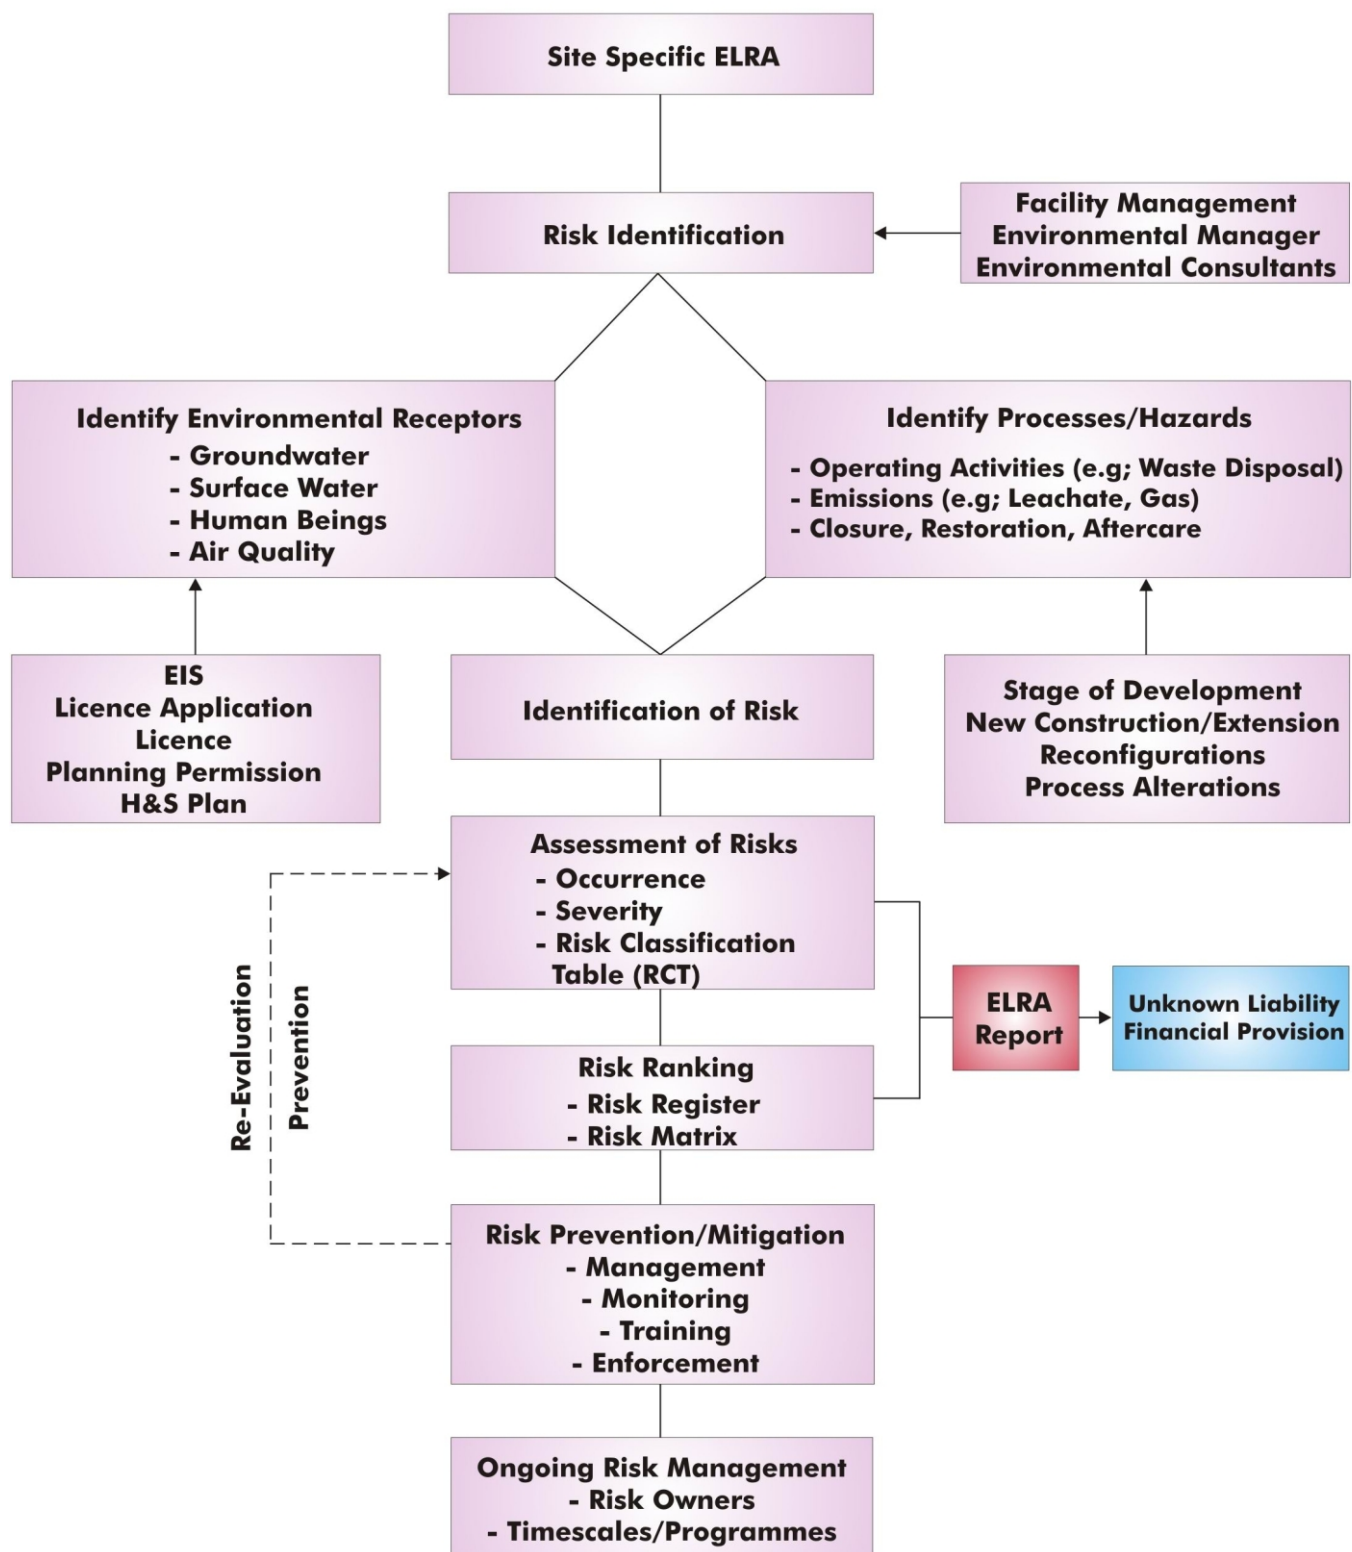 Site Specific ELRA
Risk Identification
Facility Management
Environmental Manager
Environmental Consultants
Identify Environmental Receptors
- Groundwater
- Surface Water
- Human Beings
- Air Quality
Identify Processes/Hazards
- Operating Activities (e.g; Waste Disposal)
- Emissions (e.g; Leachate, Gas)
- Closure, Restoration, Aftercare
EIS
Licence Application
Licence
Planning Permission
H&S Plan
Identification of Risk
Stage of Development
New Construction/Extension
Reconfigurations
Process Alterations
Assessment of Risks
- Occurrence
- Severity
- Risk Classification
Table (RCT)
Re-Evaluation
Prevention
ELRA
Report
Unknown Liability
Financial Provision
Risk Ranking
- Risk Register
- Risk Matrix
Risk Prevention/Mitigation
- Management
- Monitoring
- Training
- Enforcement
Ongoing Risk Management
- Risk Owners
- Timescales/Programmes